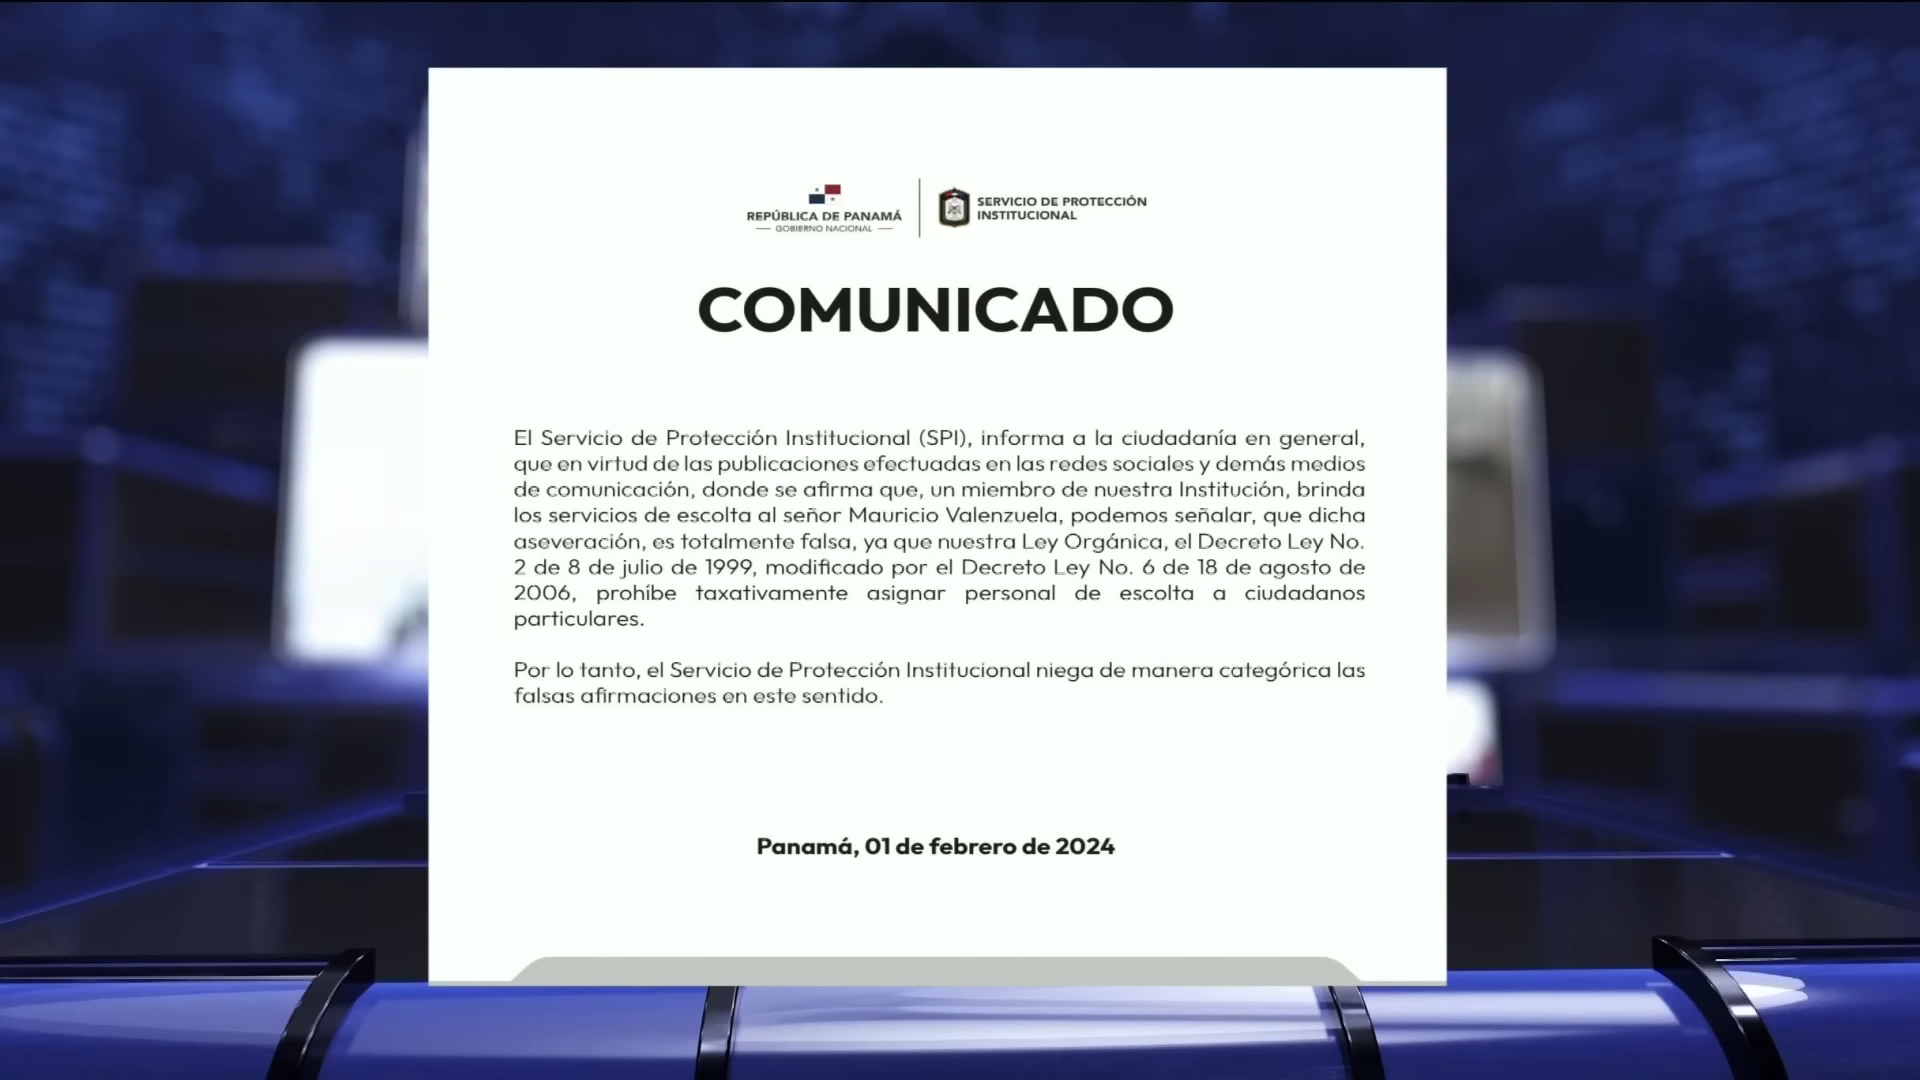 REPÚBLICA DE PANAMÁ
GOBIERNO NACIONAL
SERVICIO DE PROTECCIÓN
INSTITUCIONAL
COMUNICADO
El Servicio de Protección Institucional (SPI), informa a la ciudadanía en general,
que en virtud de las publicaciones efectuadas en las redes sociales y demás medios
de comunicación, donde se afirma que, un miembro de nuestra Institución, brinda
los servicios de escolta al señor Mauricio Valenzuela, podemos señalar, que dicha
aseveración, es totalmente falsa, ya que nuestra Ley Orgánica, el Decreto Ley No.
2 de 8 de julio de 1999, modificado por el Decreto Ley No. 6 de 18 de agosto de
2006, prohíbe taxativamente asignar personal de escolta a ciudadanos
particulares.
Por lo tanto, el Servicio de Protección Institucional niega de manera categórica las
falsas afirmaciones en este sentido.
Panamá, 01 de febrero de 2024